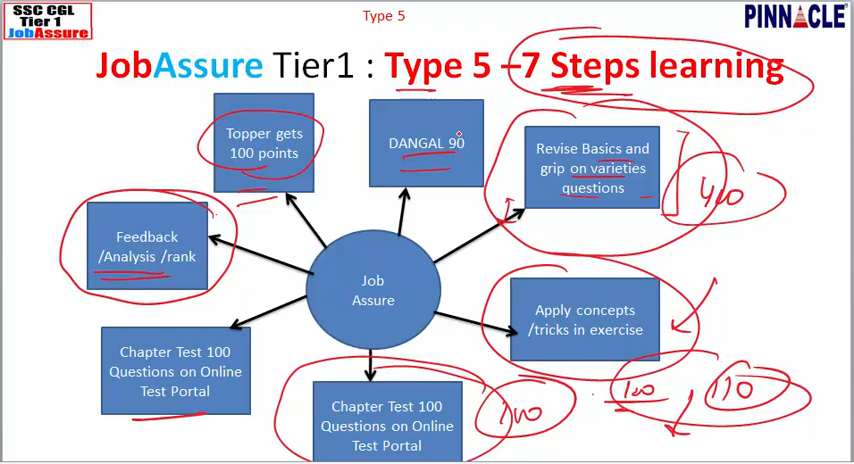 SSC CGL
Tier 1
JobAssure
Type 5
PINNACLE
JobAssure Tier1 : Type 5 –7 Steps learning
Topper gets
100 points
DANGAL 90
Revise Basics and
grip on varieties
questions
400
Feedback
/Analysis /rank
Job
Assure
Apply concepts
/tricks in exercise
Chapter Test 100
Questions on Online
Test Portal
Chapter Test 100
Questions on Online
Test Portal
100
120
110